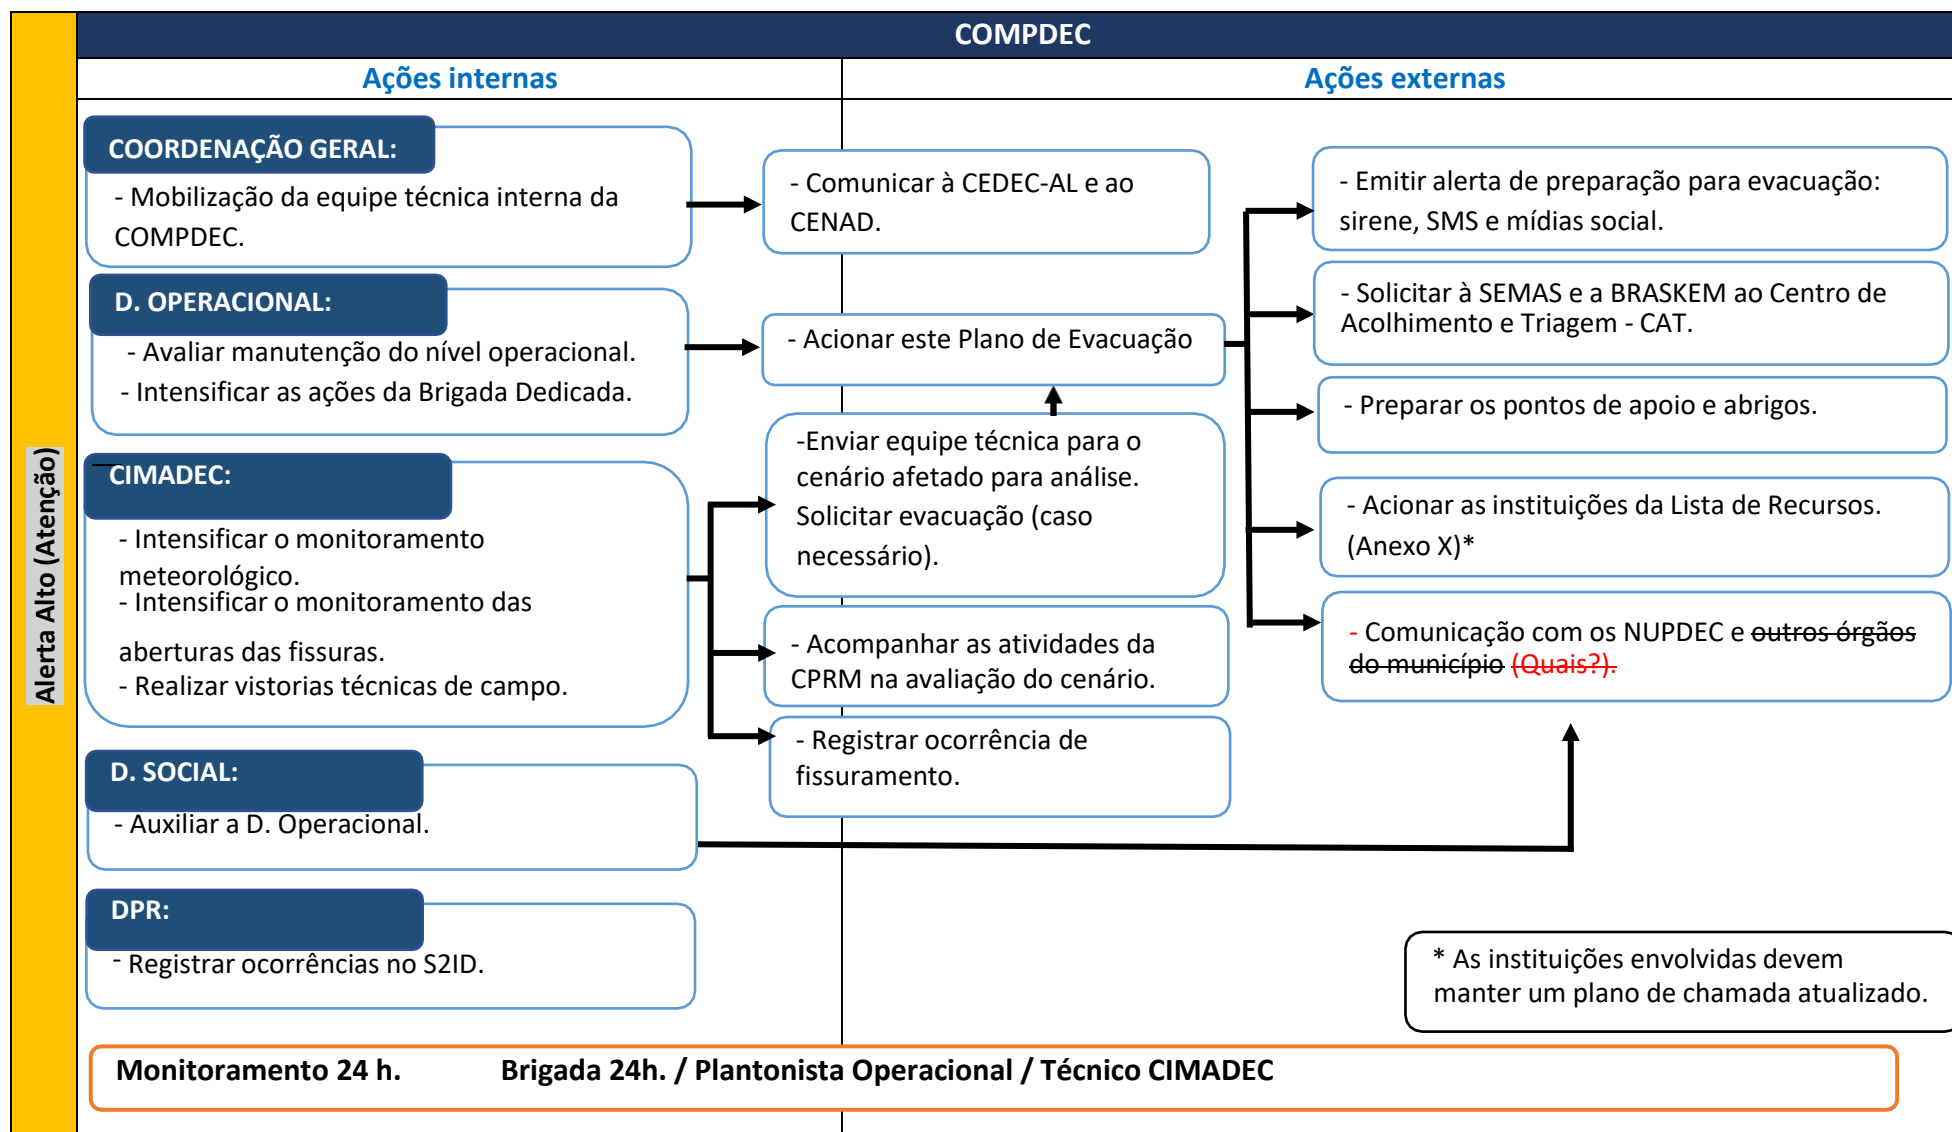 COMPDEC
Ações internas
Ações externas
Alerta Alto (Atenção)
COORDENAÇÃO GERAL:
- Mobilização da equipe técnica interna da
COMPDEC.
- Comunicar à CEDEC-AL e ao
CENAD.
- Emitir alerta de preparação para evacuação:
sirene, SMS e mídias social.
D. OPERACIONAL:
- Avaliar manutenção do nível operacional.
- Intensificar as ações da Brigada Dedicada.
- Acionar este Plano de Evacuação
- Solicitar à SEMAS e a BRASKEM ao Centro de
Acolhimento e Triagem - CAT.
- Preparar os pontos de apoio e abrigos.
CIMADEC:
- Intensificar o monitoramento
meteorológico.
- Intensificar o monitoramento das
aberturas das fissuras.
- Realizar vistorias técnicas de campo.
-Enviar equipe técnica para o
cenário afetado para análise.
Solicitar evacuação (caso
necessário).
- Acionar as instituições da Lista de Recursos.
(Anexo X)*
- Acompanhar as atividades da
CPRM na avaliação do cenário.
- Comunicação com os NUPDEC e outros órgãos
do município (Quais?).
- Registrar ocorrência de
fissuramento.
D. SOCIAL:
- Auxiliar a D. Operacional.
DPR:
- Registrar ocorrências no S2ID.
* As instituições envolvidas devem
manter um plano de chamada atualizado.
Monitoramento 24 h. Brigada 24h. / Plantonista Operacional / Técnico CIMADEC